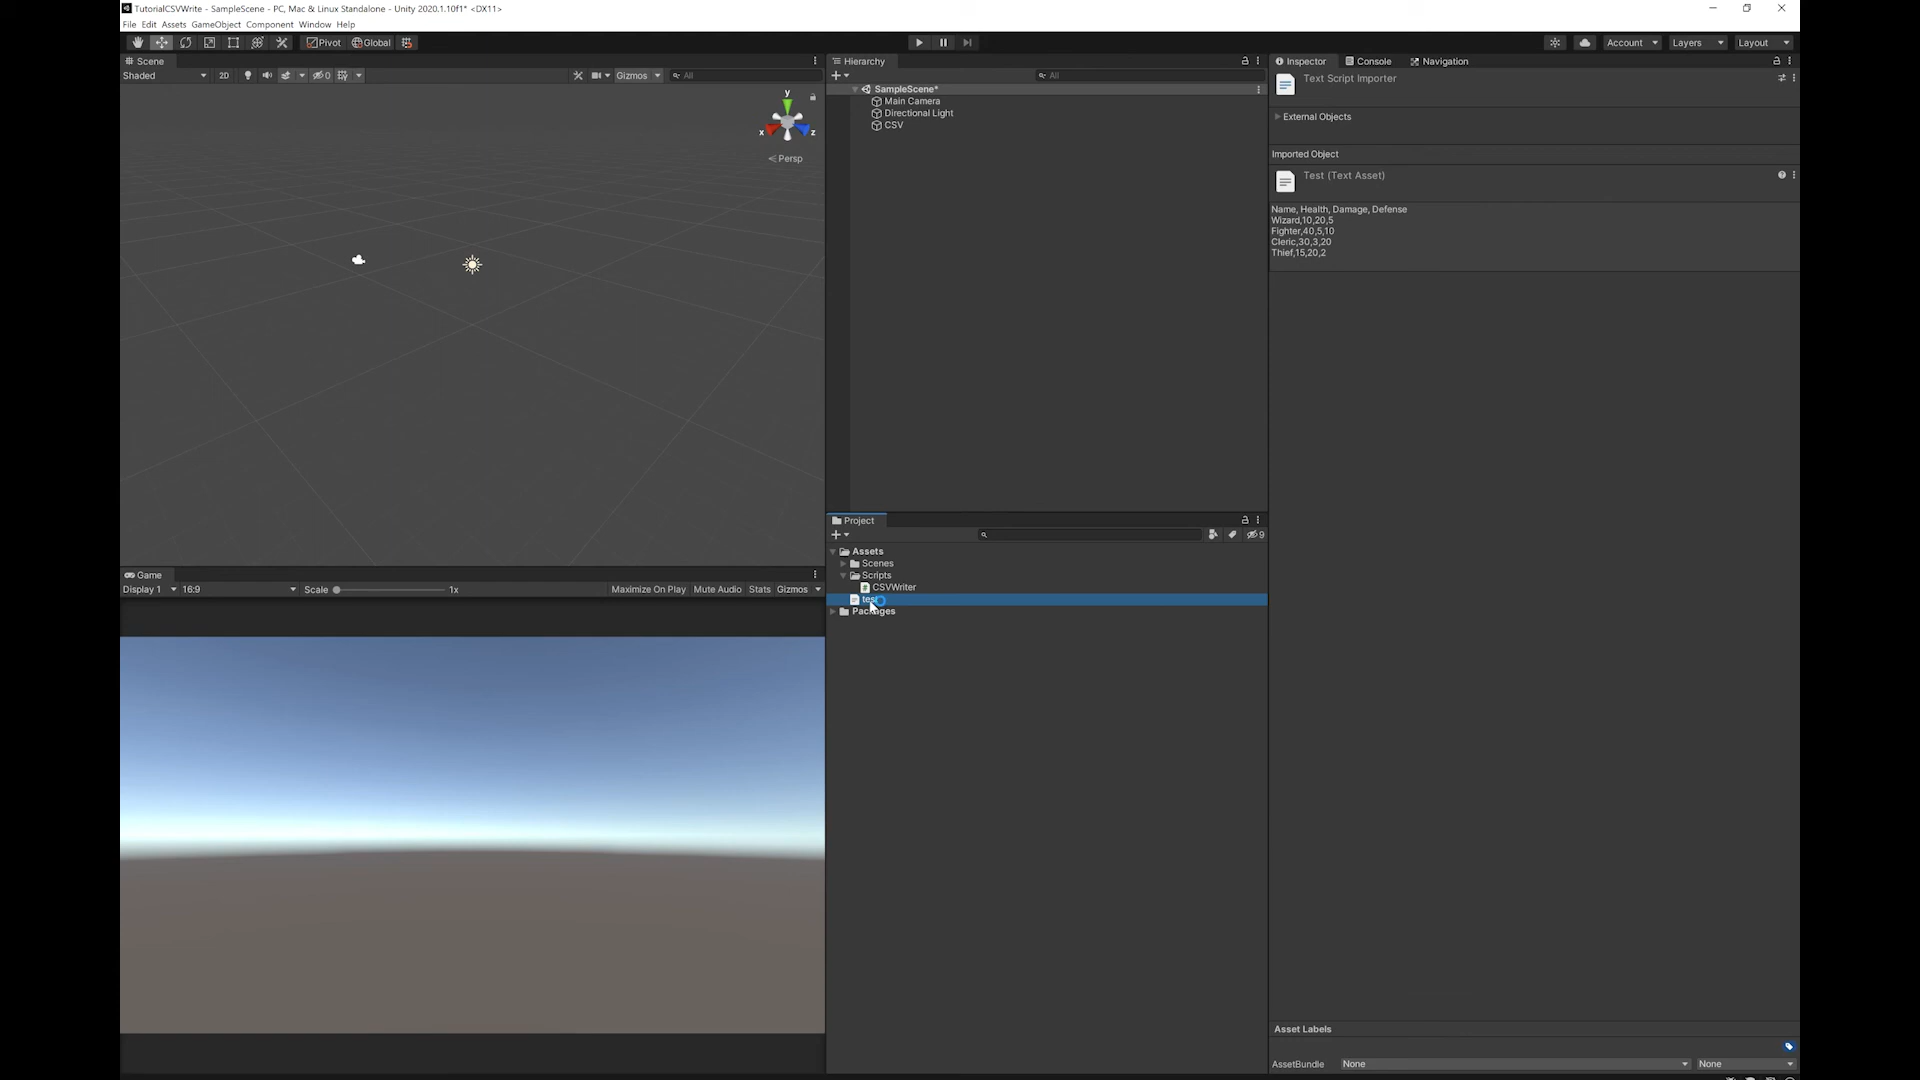 TutorialCSVWrite - SampleScene - PC, Mac & Linux Standalone - Unity 2020.1.10f1* <DX11>
File Edit Assets GameObject Component Window Help
Pivot Global
Account Layers Layout
Scene
Shaded 2D 0 Gizmos All
y
x z
Persp
Game
Display 1 16:9 Scale 1x Maximize On Play Mute Audio Stats Gizmos
Hierarchy
All
SampleScene*
Main Camera
Directional Light
CSV
Project
9
Assets
Scenes
Scripts
CSVWriter
test
Packages
Inspector Console Navigation
Text Script Importer
External Objects
Imported Object
Test (Text Asset)
Name, Health, Damage, Defense
Wizard,10,20,5
Fighter,40,5,10
Cleric,30,3,20
Thief,15,20,2
Asset Labels
AssetBundle None None